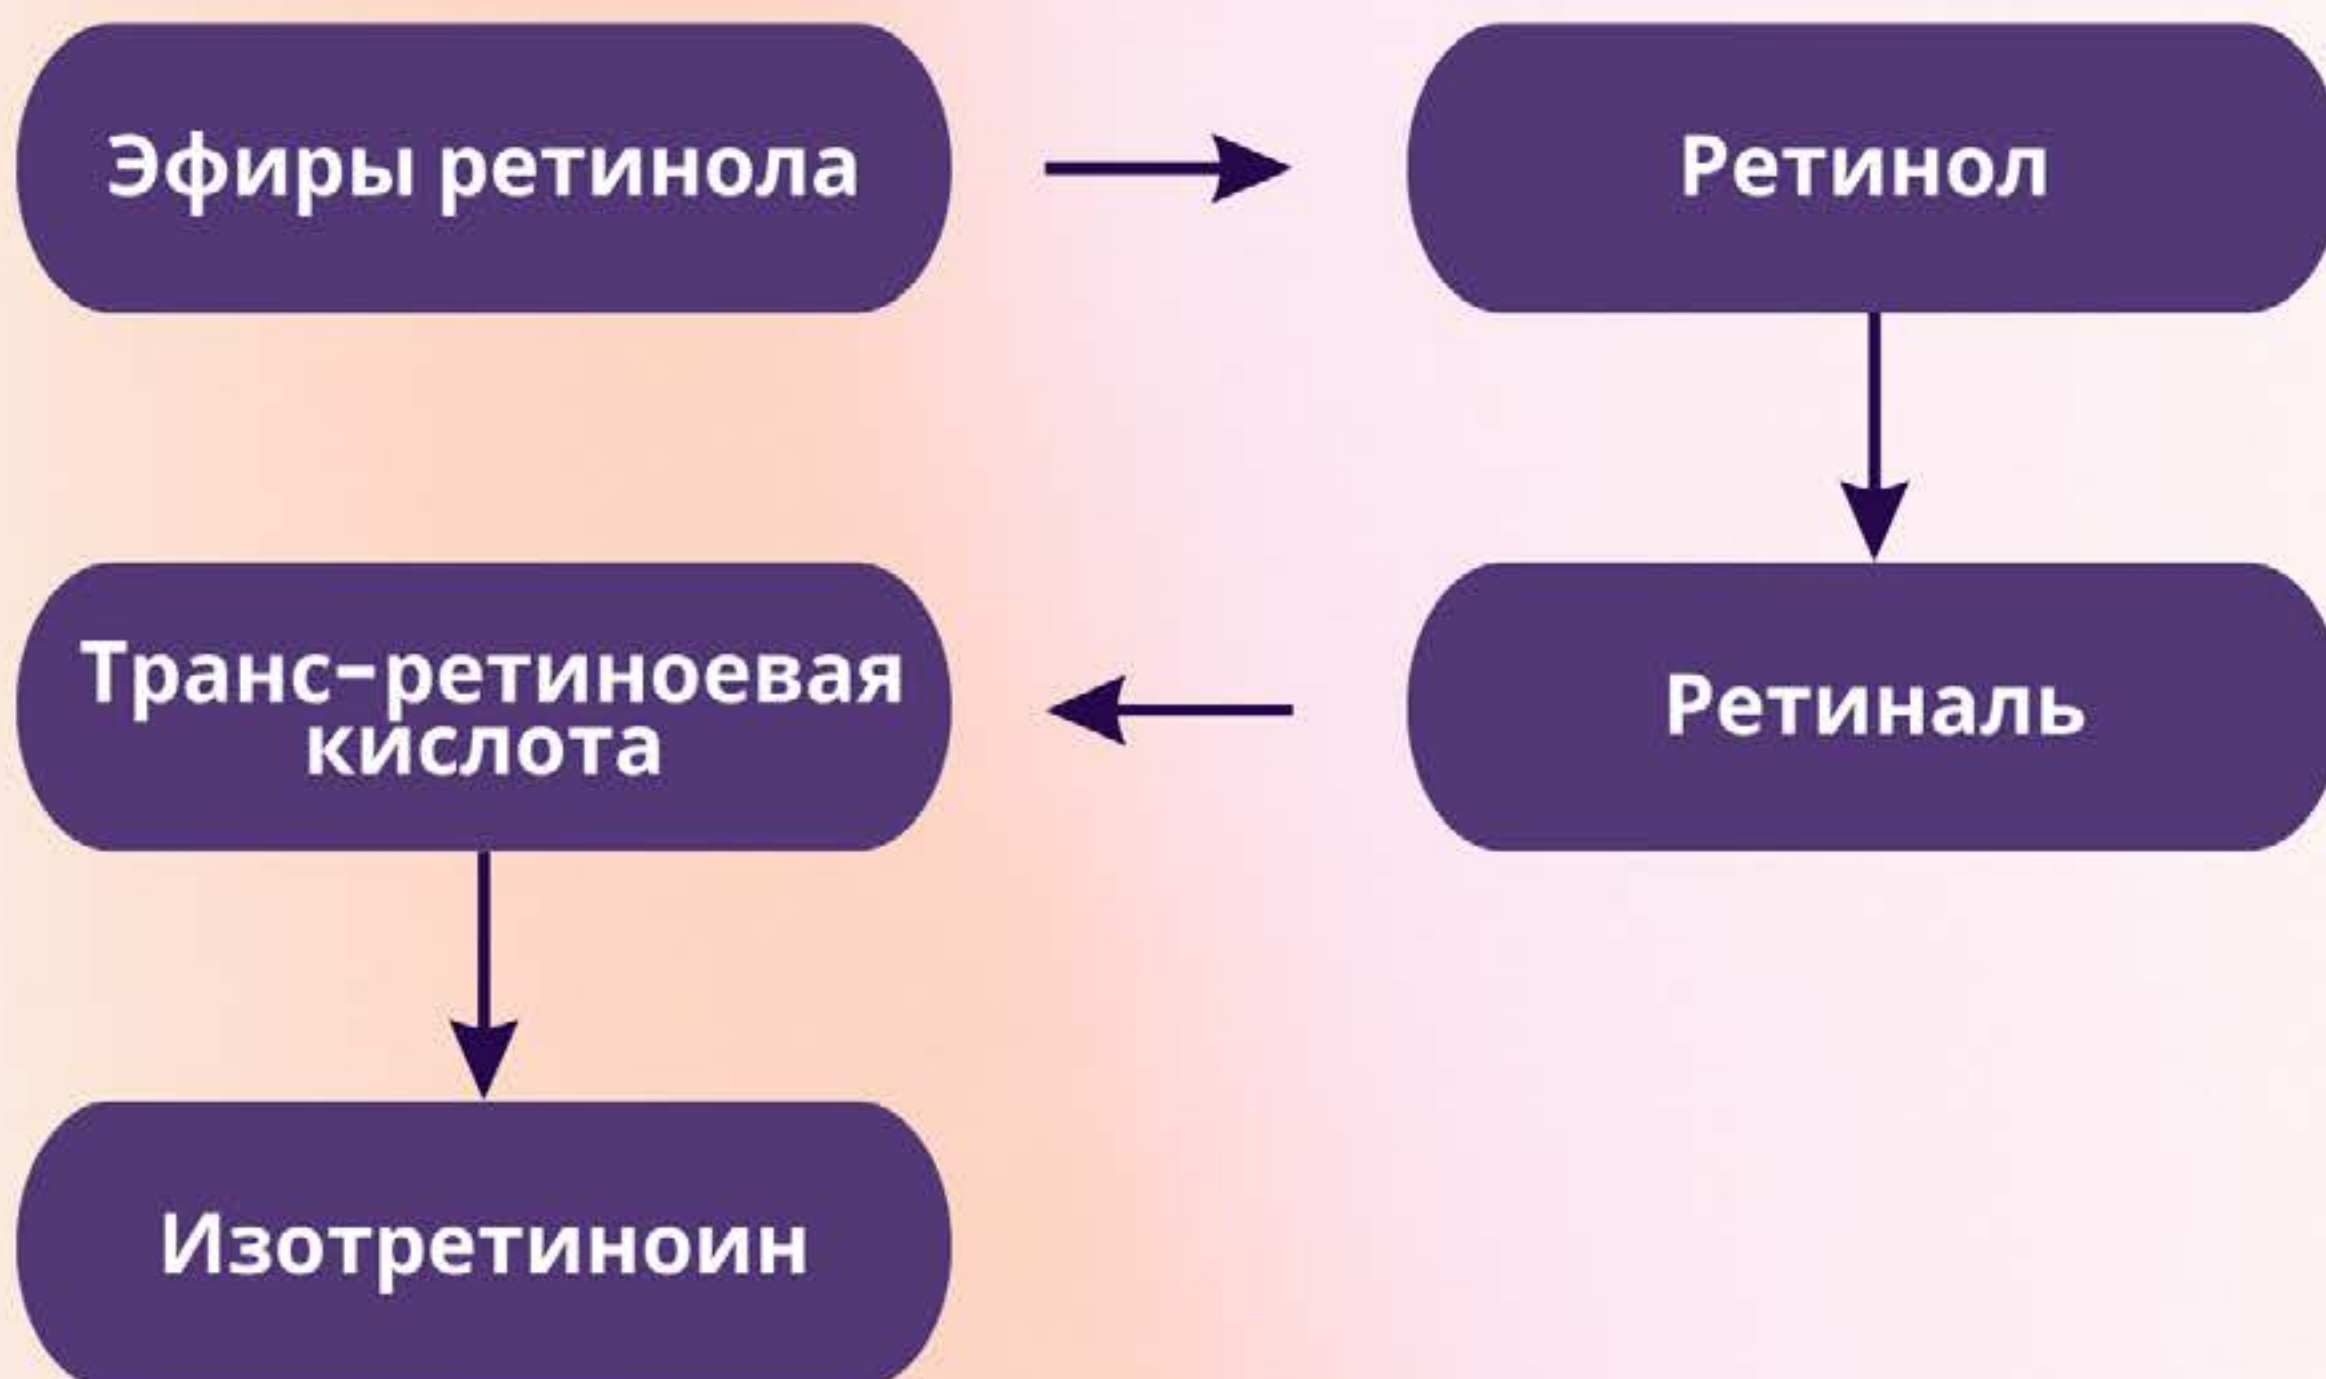 Эфиры ретинола
Ретинол
Транс-ретиноевая
кислота
Ретиналь
Изотретиноин